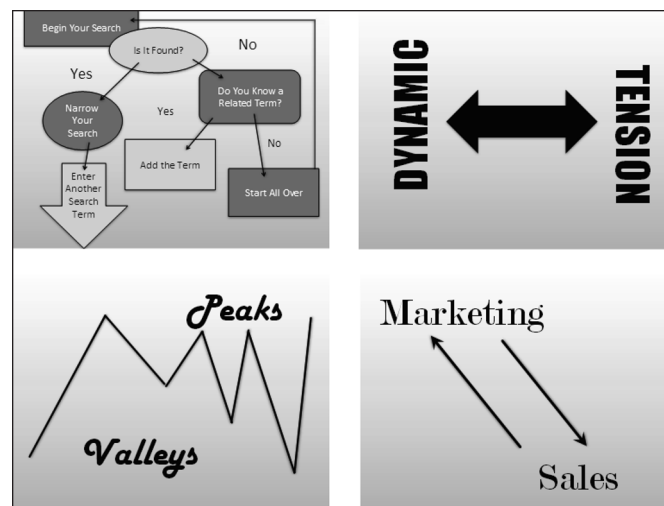 Begin Your Search
Is It Found?
No
Yes
Do You Know a
Related Term?
Narrow
Your
Search
Yes
No
Add the Term
Enter
Another
Search
Term
Start All Over
DYNAMIC
TENSION
Peaks
Valleys
Marketing
Sales